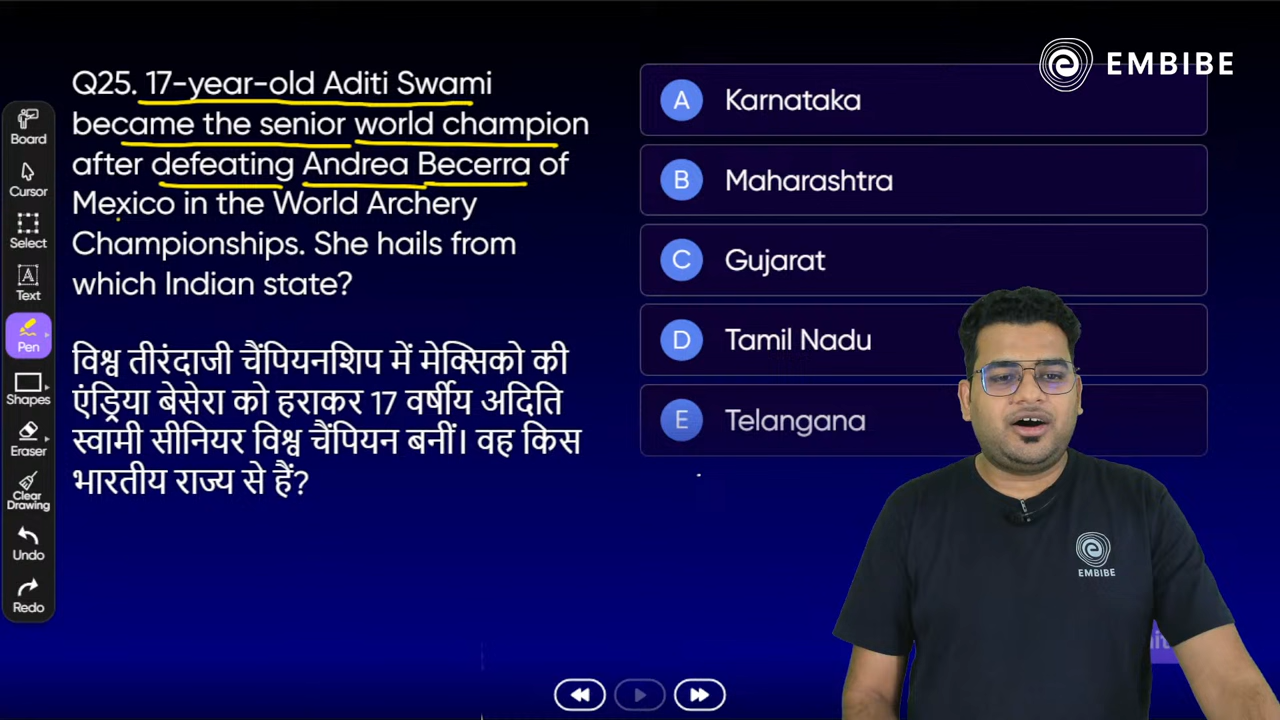 EMBIBE
Q25. 17-year-old Aditi Swami
became the senior world champion
after defeating Andrea Becerra of
Mexico in the World Archery
Championships. She hails from
which Indian state?
विश्व तीरंदाजी चैंपियनशिप में मेक्सिको की
एंड्रिया बेसेरा को हराकर 17 वर्षीय अदिति
स्वामी सीनियर विश्व चैंपियन बनीं। वह किस
भारतीय राज्य से हैं?
A Karnataka
B Maharashtra
C Gujarat
D Tamil Nadu
E Telangana
Board
Cursor
Select
A
Text
Pen
Shapes
Eraser
Clear
Drawing
Undo
Redo
EMBIBE